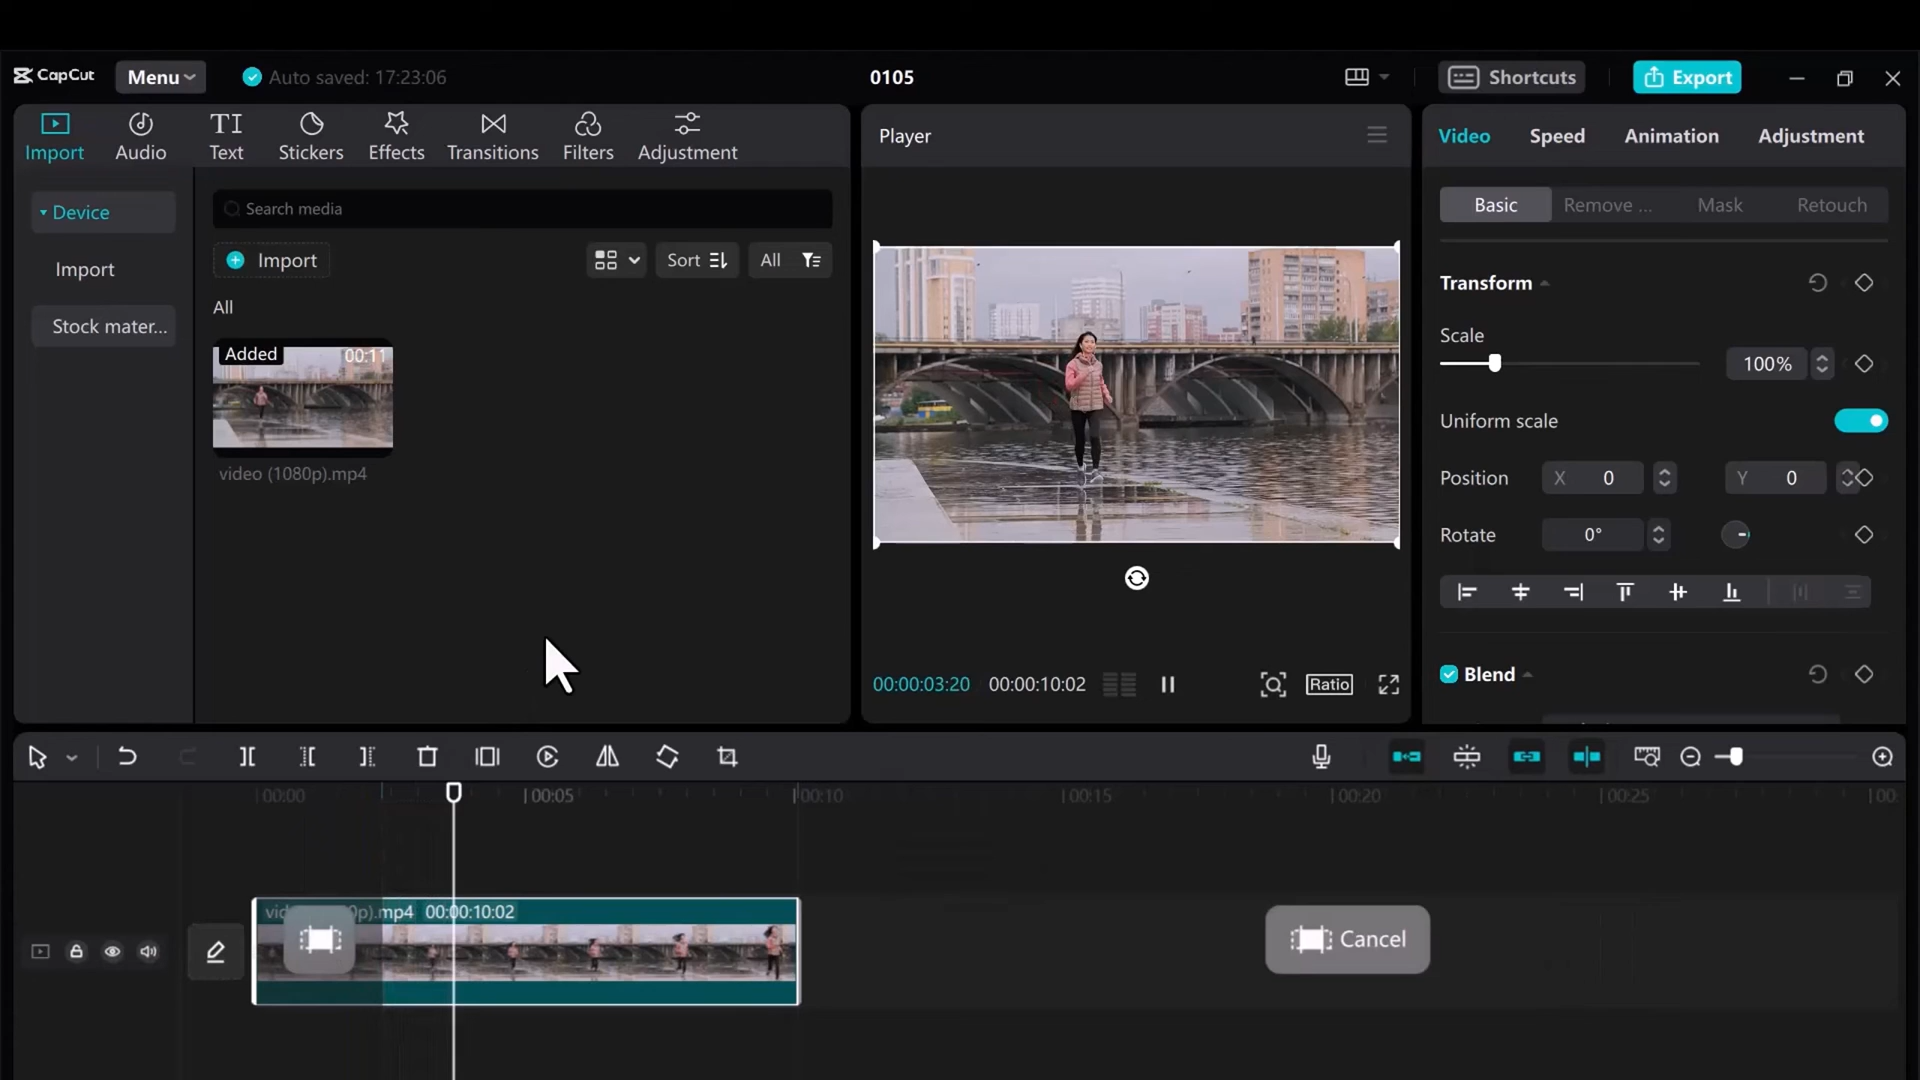 CapCut
Menu
Auto saved: 17:23:06
0105
Shortcuts
Export
Import
Audio
TI
Text
Stickers
Effects
Transitions
Filters
Adjustment
Device
Import
Stock mater...
Search media
Import
Sort
All
All
Added
00:11
video (1080p).mp4
Player
00:00:03:20
00:00:10:02
Ratio
Video
Speed
Animation
Adjustment
Basic
Remove ...
Mask
Retouch
Transform
Scale
100%
Uniform scale
Position
X 0
Y 0
Rotate
0°
Blend
00:00
00:05
00:10
00:15
00:20
00:25
00:
vid 0p).mp4 00:00:10:02
Cancel